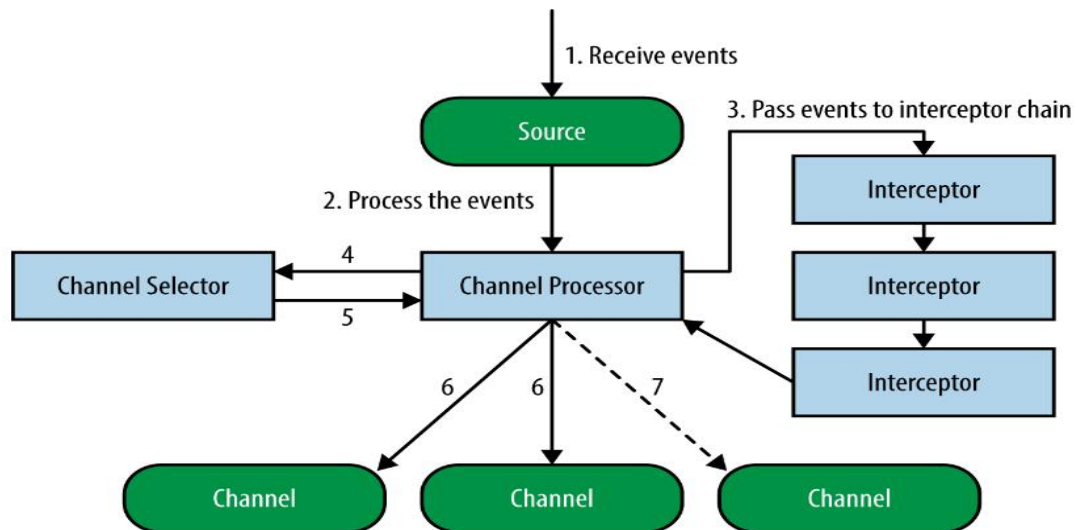 1. Receive events
Source
3. Pass events to interceptor chain
Interceptor
2. Process the events
Channel Selector
4
5
Channel Processor
Interceptor
Interceptor
6
6
7
Channel
Channel
Channel